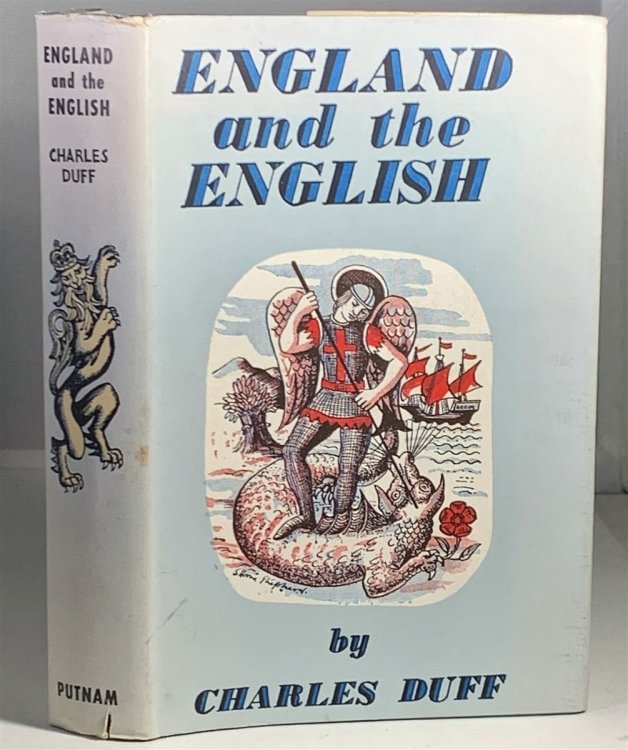 ENGLAND
and the
ENGLISH
CHARLES
DUFF
PUTNAM
ENGLAND
and the
ENGLISH
by
CHARLES DUFF